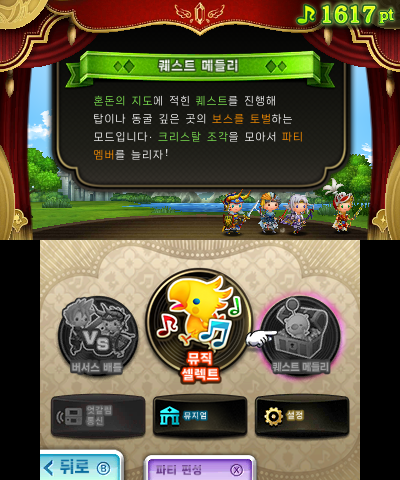 1617pt
퀘스트 메들리
혼돈의 지도에 적힌 퀘스트를 진행해
탑이나 동굴 깊은 곳의 보스를 토벌하는
모드입니다. 크리스탈 조각을 모아서 파티
멤버를 늘리자!
VS
버서스 배틀
뮤직
셀렉트
퀘스트 메들리
엇갈림
통신
뮤지엄
설정
뒤로 B
파티 편성 X